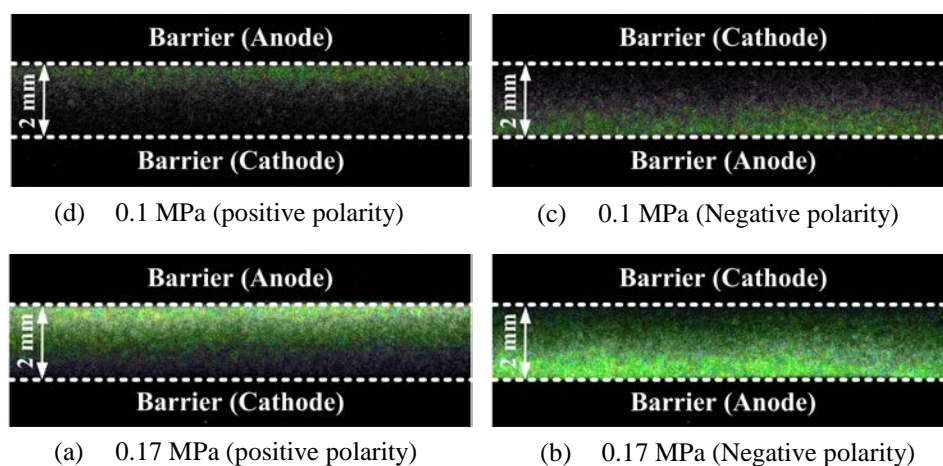 Barrier (Anode)
2 mm
Barrier (Cathode)
(d) 0.1 MPa (positive polarity)
Barrier (Cathode)
2 mm
Barrier (Anode)
(c) 0.1 MPa (Negative polarity)
Barrier (Anode)
2 mm
Barrier (Cathode)
(a) 0.17 MPa (positive polarity)
Barrier (Cathode)
2 mm
Barrier (Anode)
(b) 0.17 MPa (Negative polarity)